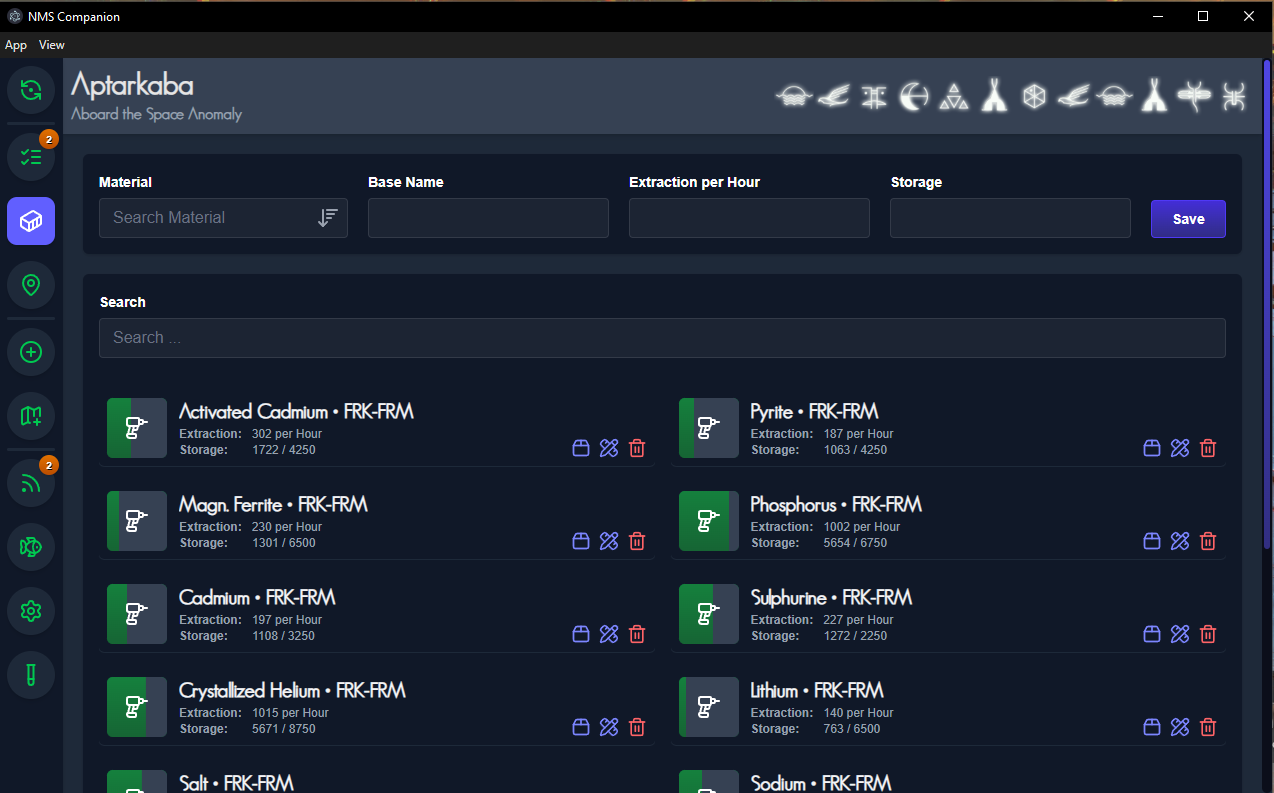 NMS Companion
App View
Aptarkaba
Aboard the Space Anomaly
2
2
Material Base Name Extraction per Hour Storage
Search Material
Save
Search
Search ...
Activated Cadmium • FRK-FRM
Extraction: 302 per Hour
Storage: 1722 / 4250
Pyrite • FRK-FRM
Extraction: 187 per Hour
Storage: 1063 / 4250
Magn. Ferrite • FRK-FRM
Extraction: 230 per Hour
Storage: 1301 / 6500
Phosphorus • FRK-FRM
Extraction: 1002 per Hour
Storage: 5654 / 6750
Cadmium • FRK-FRM
Extraction: 197 per Hour
Storage: 1108 / 3250
Sulphurine • FRK-FRM
Extraction: 227 per Hour
Storage: 1272 / 2250
Crystallized Helium • FRK-FRM
Extraction: 1015 per Hour
Storage: 5671 / 8750
Lithium • FRK-FRM
Extraction: 140 per Hour
Storage: 763 / 6500
Salt • FRK-FRM
Sodium • FRK-FRM